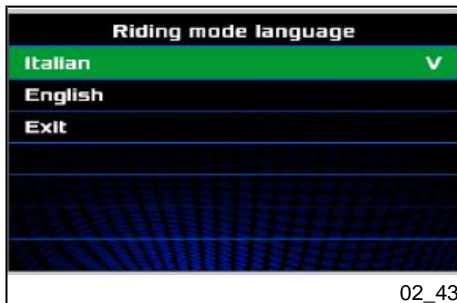 Riding mode language
Italian V
English
Exit
02_43